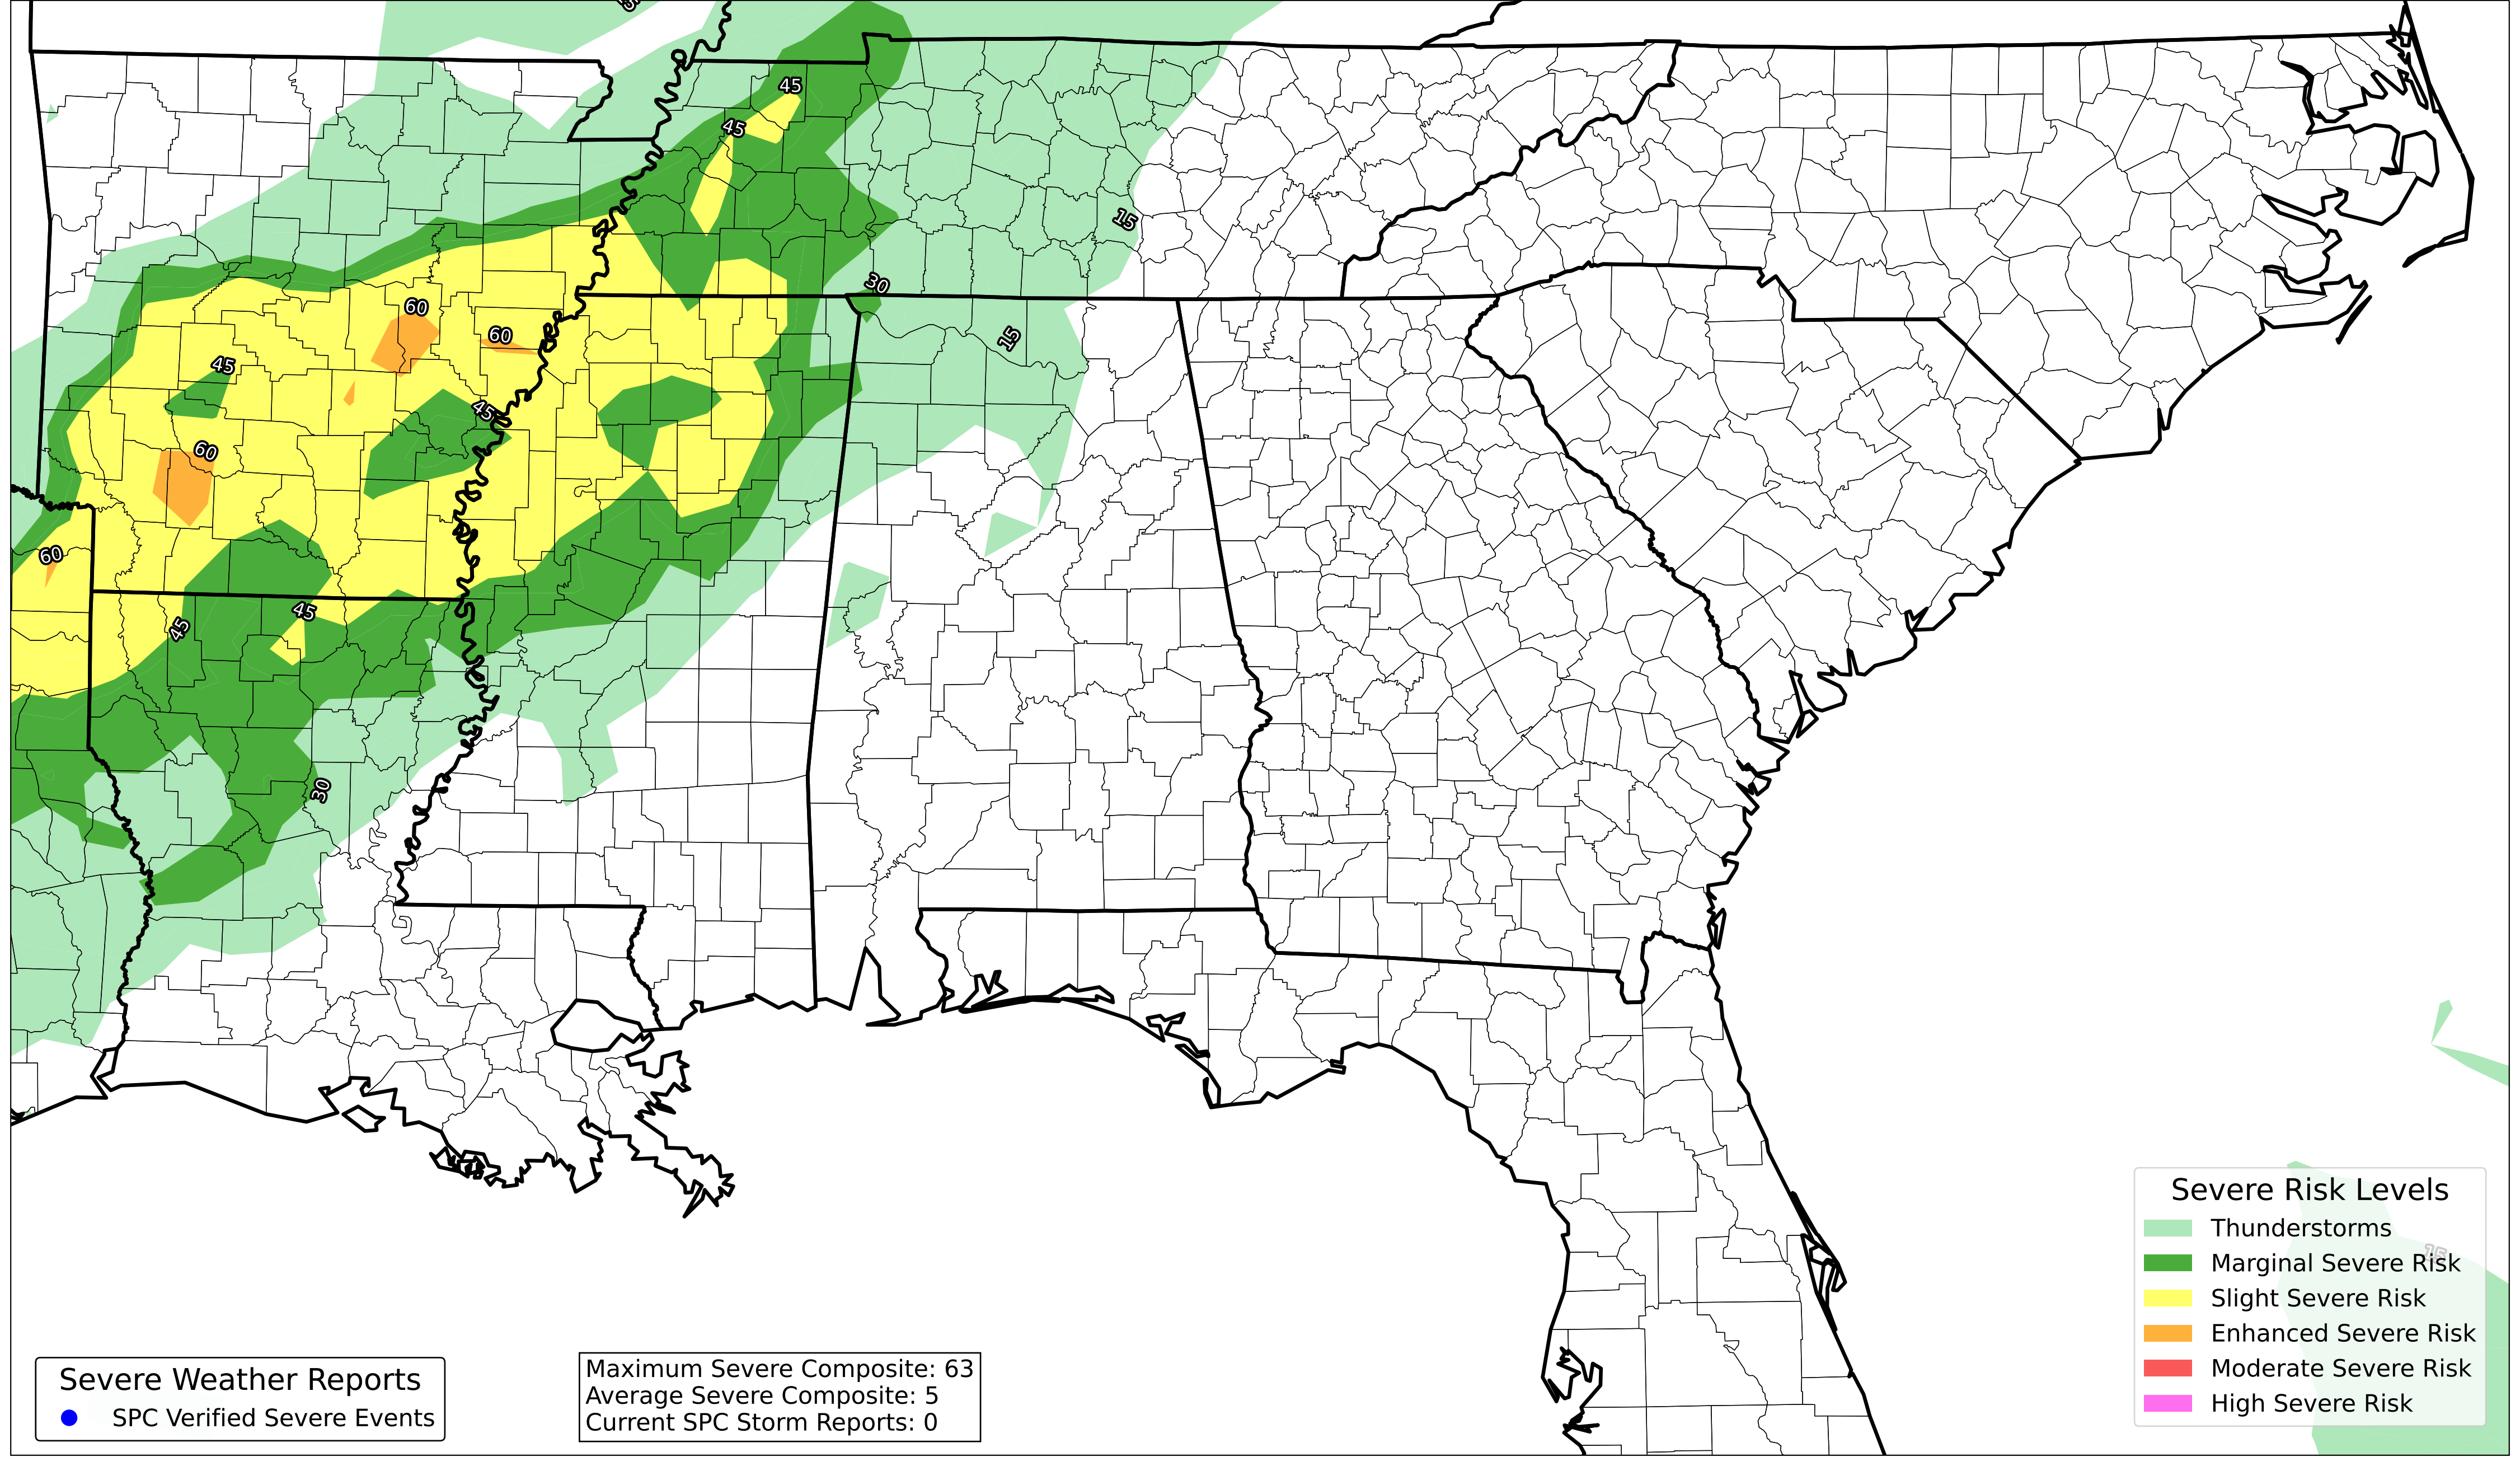 45
45
15
30
60
60
15
45
45
60
60
45
45
30
15
Severe Risk Levels
Thunderstorms
Marginal Severe Risk
Slight Severe Risk
Enhanced Severe Risk
Moderate Severe Risk
High Severe Risk
Severe Weather Reports
SPC Verified Severe Events
Maximum Severe Composite: 63
Average Severe Composite: 5
Current SPC Storm Reports: 0